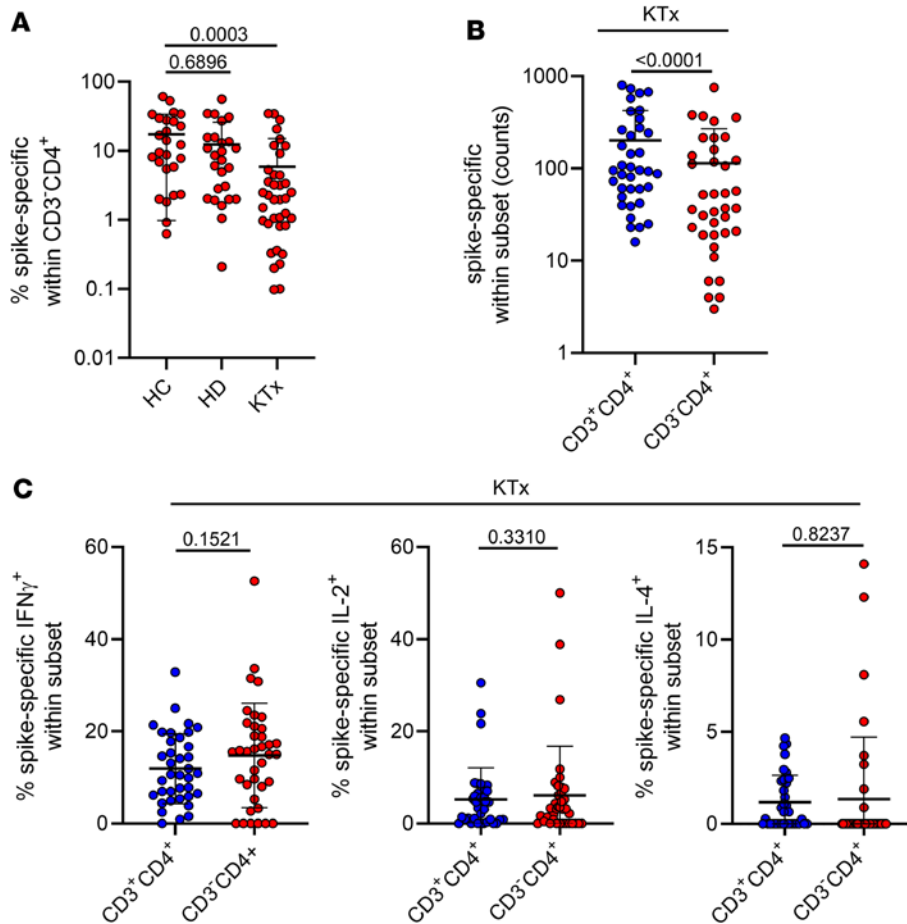 A
0.0003
0.6896
% spike-specific
within CD3⁻CD4⁺
100
10
1
0.1
0.01
HC
HD
KTx
B
KTx
<0.0001
spike-specific
within subset (counts)
1000
100
10
1
CD3⁺CD4⁺
CD3⁻CD4⁺
C
KTx
0.1521
% spike-specific IFNγ⁺
within subset
60
40
20
0
CD3⁺CD4⁺
CD3⁻CD4+
0.3310
% spike-specific IL-2⁺
within subset
60
40
20
0
CD3⁺CD4⁺
CD3⁻CD4⁺
0.8237
% spike-specific IL-4⁺
within subset
15
10
5
0
CD3⁺CD4⁺
CD3⁻CD4⁺